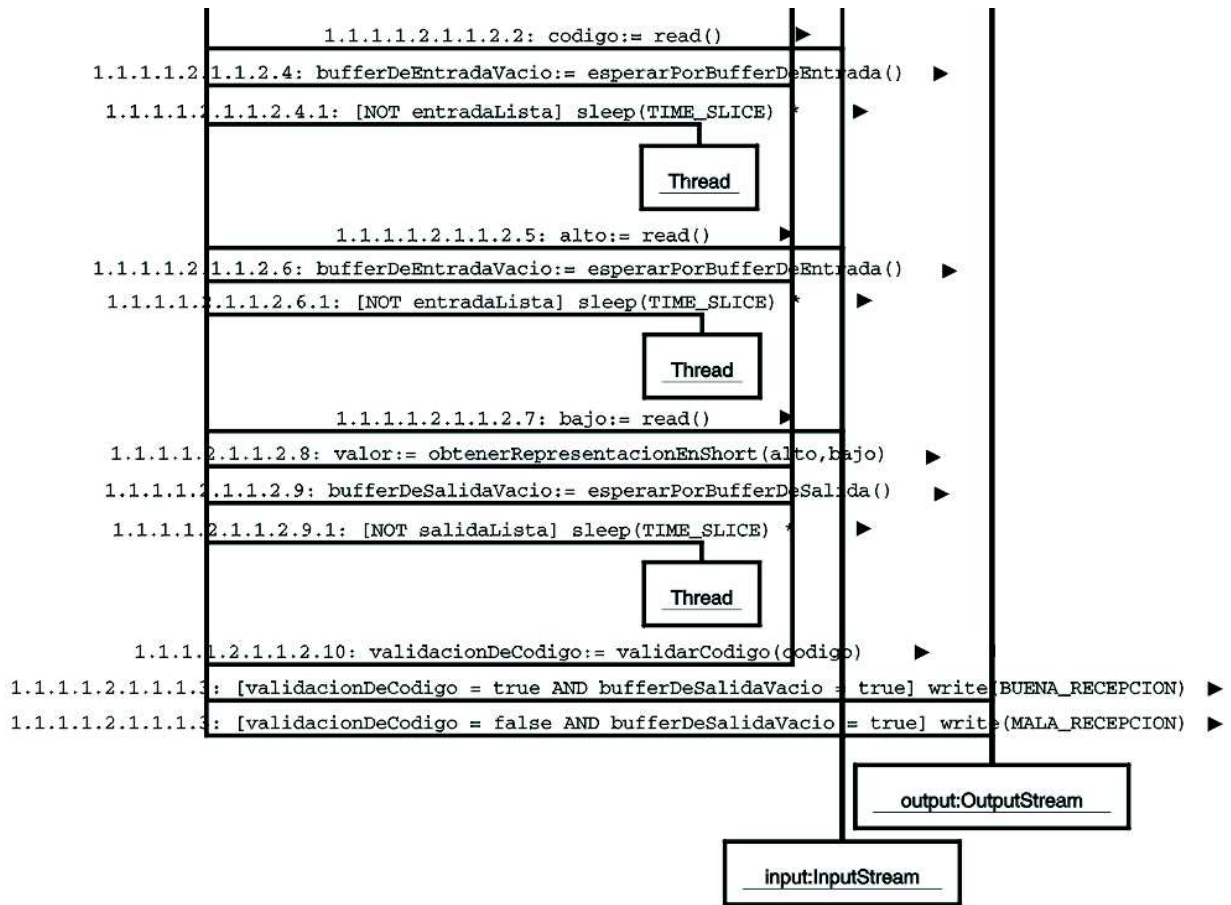 1.1.1.1.2.1.1.2.2: codigo:= read()
1.1.1.1.2.1.1.2.4: bufferDeEntradaVacio:= esperarPorBufferDeEntrada()
1.1.1.1.2.1.1.2.4.1: [NOT entradaLista] sleep(TIME_SLICE) *
Thread
1.1.1.1.2.1.1.2.5: alto:= read()
1.1.1.1.2.1.1.2.6: bufferDeEntradaVacio:= esperarPorBufferDeEntrada()
1.1.1.1.2.1.1.2.6.1: [NOT entradaLista] sleep(TIME_SLICE) *
Thread
1.1.1.1.2.1.1.2.7: bajo:= read()
1.1.1.1.2.1.1.2.8: valor:= obtenerRepresentacionEnShort(alto,bajo)
1.1.1.1.2.1.1.2.9: bufferDeSalidaVacio:= esperarPorBufferDeSalida()
1.1.1.1.2.1.1.2.9.1: [NOT salidaLista] sleep(TIME_SLICE) *
Thread
1.1.1.1.2.1.1.2.10: validacionDeCodigo:= validarCodigo(codigo)
1.1.1.1.2.1.1.1.3: [validacionDeCodigo = true AND bufferDeSalidaVacio = true] write(BUENA_RECEPCION)
1.1.1.1.2.1.1.1.3: [validacionDeCodigo = false AND bufferDeSalidaVacio = true] write(MALA_RECEPCION)
output:OutputStream
input:InputStream